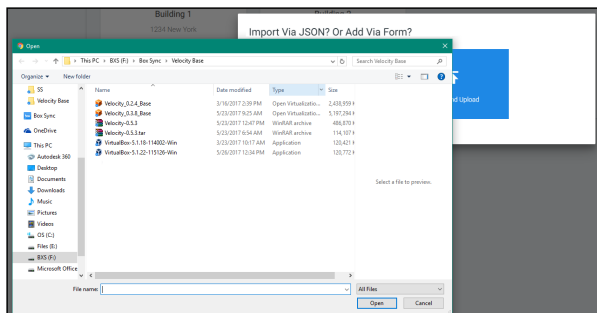 Building 1
Building 2
1234 New York
Import Via JSON? Or Add Via Form?
Open
This PC > BXS (F:) > Box Sync > Velocity Base
Search Velocity Base
Organize
New folder
Name
Date modified
Type
Size
SS
Velocity Base
Box Sync
OneDrive
This PC
Autodesk 360
Desktop
Documents
Downloads
Music
Pictures
Videos
OS (C:)
Files (E:)
BXS (F:)
Microsoft Office
Velocity_0.2.4_Base 3/16/2017 2:39 PM Open Virtualizatio... 2,438,959 K
Velocity_0.3.8_Base 5/23/2017 9:25 AM Open Virtualizatio... 5,197,294 K
Velocity-0.5.3 5/23/2017 12:47 PM WinRAR archive 486,870 K
Velocity-0.5.3.tar 5/23/2017 6:54 AM WinRAR archive 114,107 K
VirtualBox-5.1.18-114002-Win 5/23/2017 10:17 AM Application 120,421 K
VirtualBox-5.1.22-115126-Win 5/26/2017 12:34 PM Application 120,772 K
Select a file to preview.
d Upload
File name:
All Files
Open
Cancel